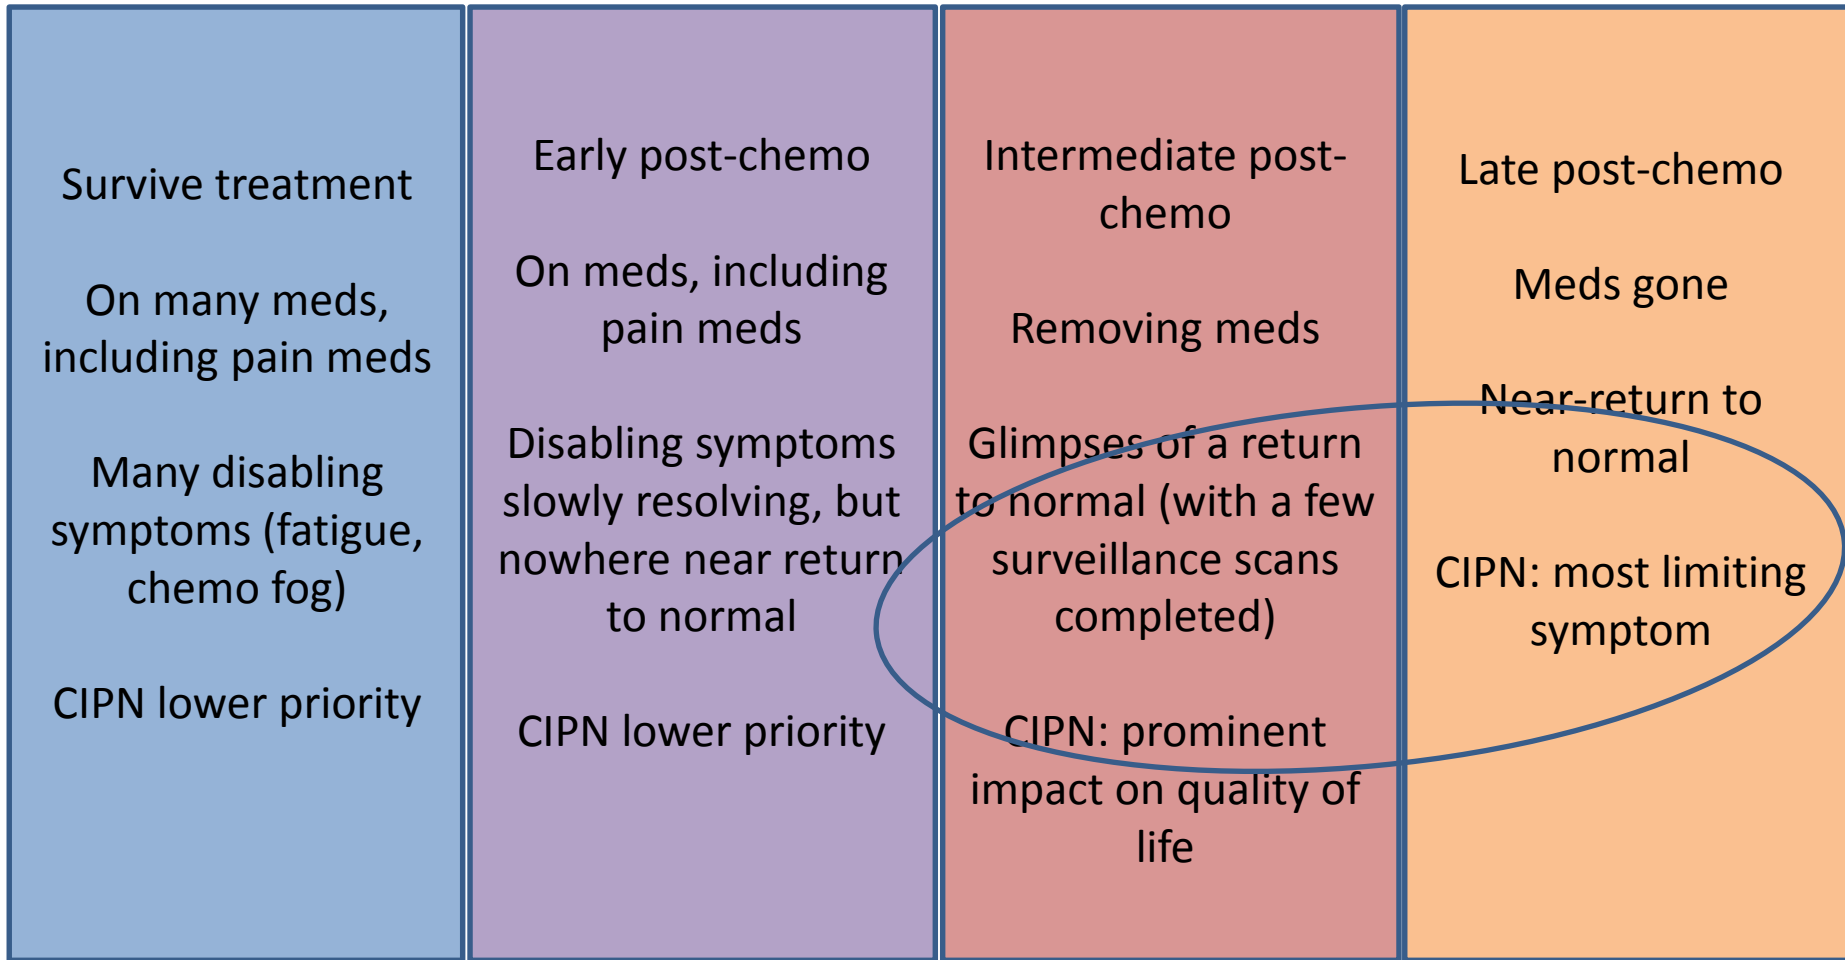 Survive treatment
On many meds,
including pain meds
Many disabling
symptoms (fatigue,
chemo fog)
CIPN lower priority
Early post-chemo
On meds, including
pain meds
Disabling symptoms
slowly resolving, but
nowhere near return
to normal
CIPN lower priority
Intermediate post-
chemo
Removing meds
Glimpses of a return
to normal (with a few
surveillance scans
completed)
CIPN: prominent
impact on quality of
life
Late post-chemo
Meds gone
Near-return to
normal
CIPN: most limiting
symptom